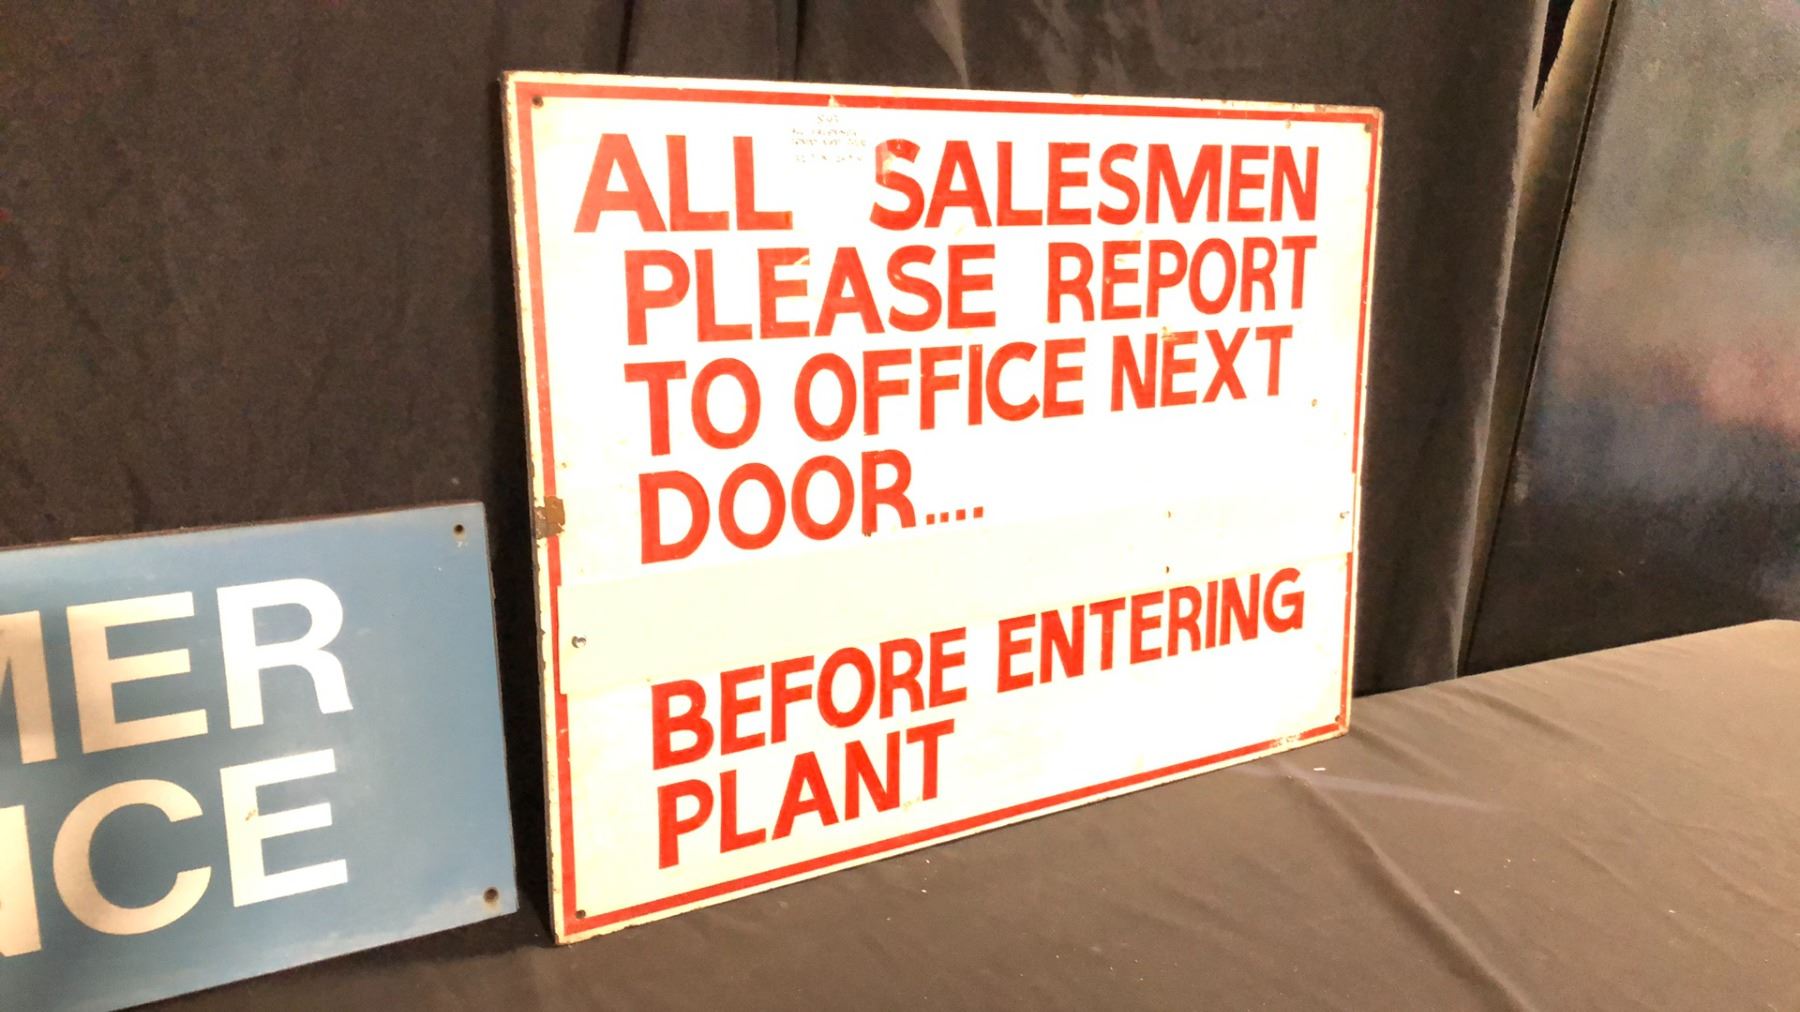 ALL SALESMEN
PLEASE REPORT
TO OFFICE NEXT
DOOR....
BEFORE ENTERING
PLANT
MER
NCE